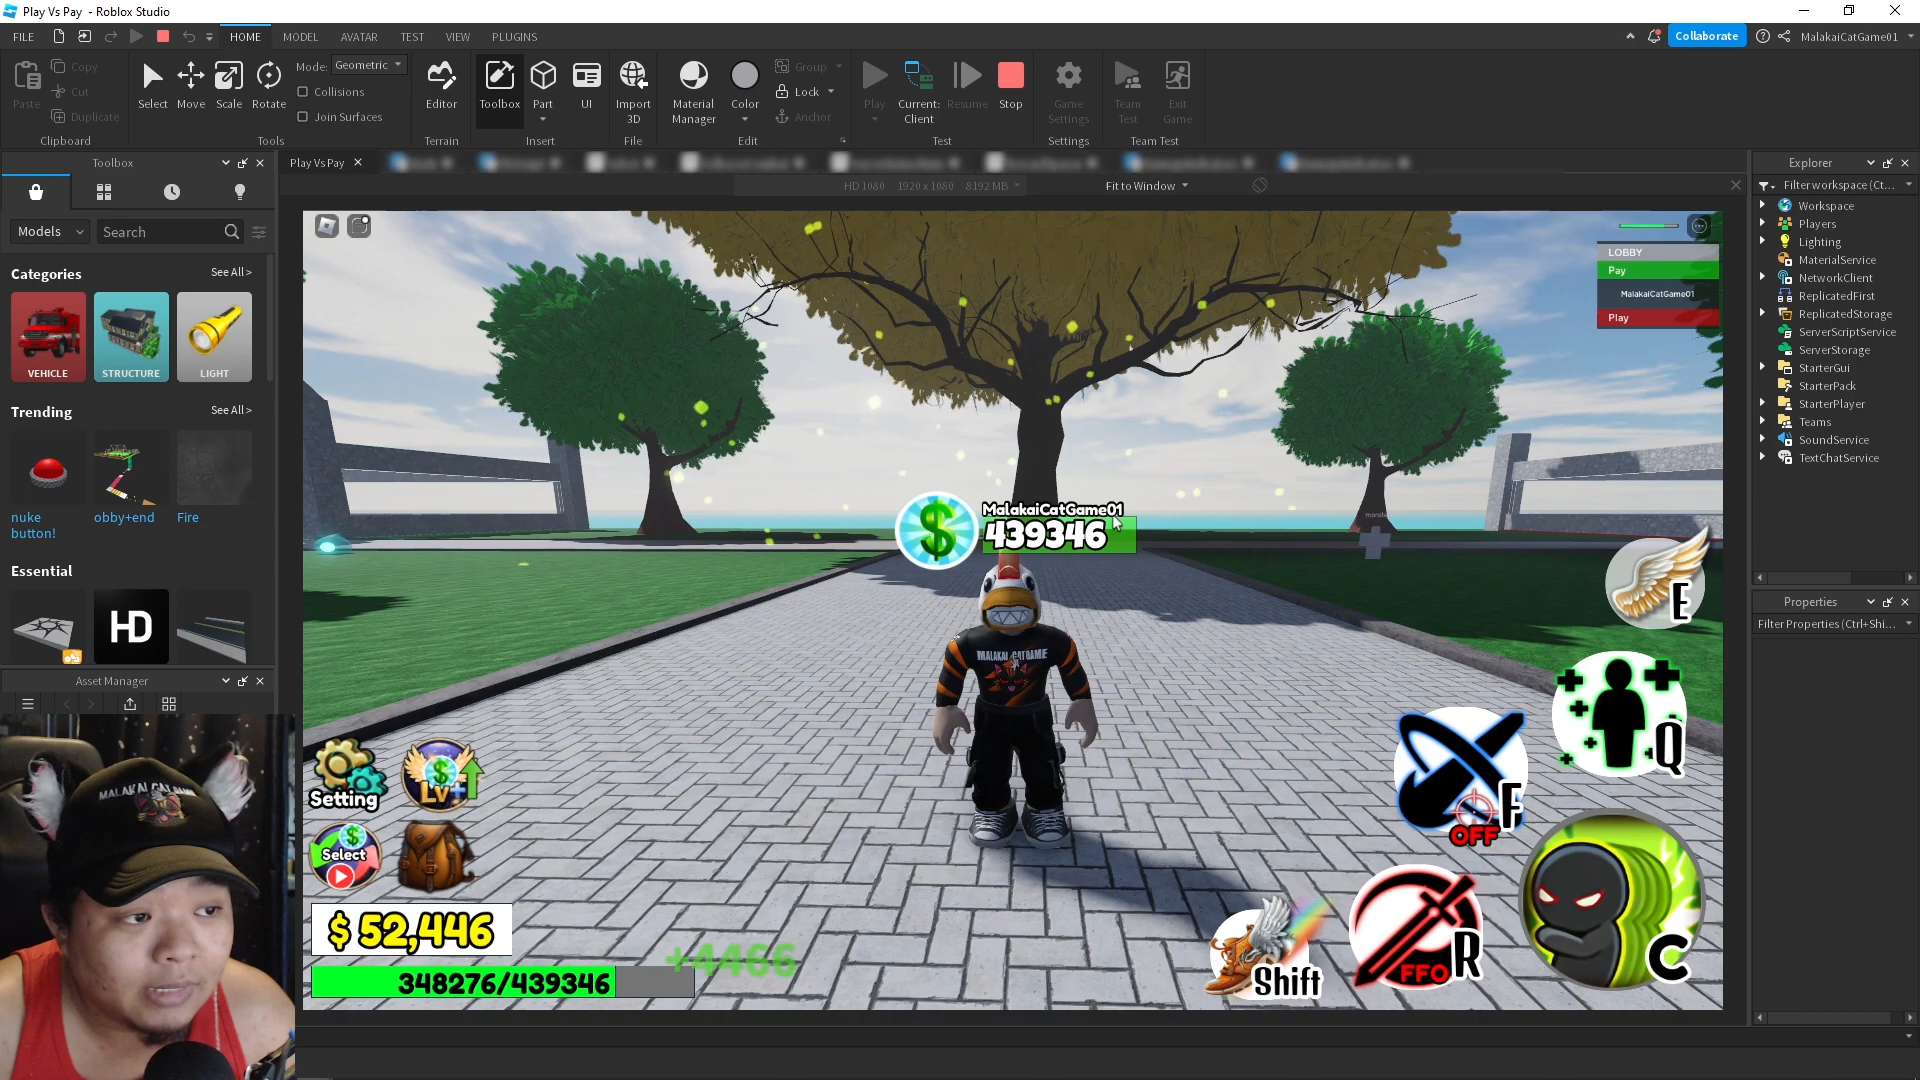 Play Vs Pay - Roblox Studio
FILE HOME MODEL AVATAR TEST VIEW PLUGINS Collaborate MalakaiCatGame01
Paste Copy Cut Duplicate Clipboard
Select Move Scale Rotate Mode: Geometric Collisions Join Surfaces Tools
Editor Terrain
Toolbox Part UI Insert
Import 3D File
Material Manager Color Group Lock Anchor Edit
Play Current: Client Resume Stop Test
Game Settings Settings
Team Test Exit Game Team Test
Toolbox
Models Search
Categories See All >
VEHICLE STRUCTURE LIGHT
Trending See All >
nuke button! obby+end Fire
Essential
HD
Asset Manager
Play Vs Pay
HD 1080 1920 x 1080 8192 MB Fit to Window
LOBBY
Pay
MalakaiCatGame01
Play
MalakaiCatGame01
$ 439346
MALAKAI CATGAME
E
Q
F
OFF
R
FFO
C
Shift
Setting
$ LV+
$ Select
$ 52,446
+4466
348276/439346
MALAKAI CAT GAME
Explorer
Filter workspace (Ct...
Workspace
Players
Lighting
MaterialService
NetworkClient
ReplicatedFirst
ReplicatedStorage
ServerScriptService
ServerStorage
StarterGui
StarterPack
StarterPlayer
Teams
SoundService
TextChatService
Properties
Filter Properties (Ctrl+Shi...